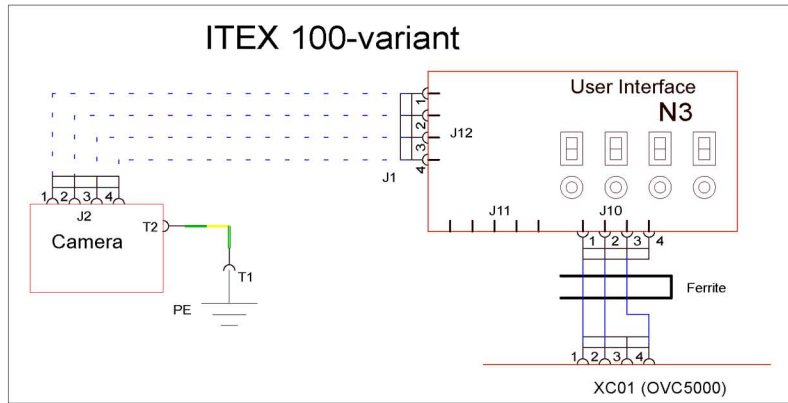 ITEX 100-variant
User Interface
N3
1
2
3
4
J12
J1
1 2 3 4
J2
Camera
T2
T1
PE
J11
J10
1 2 3 4
Ferrite
1 2 3 4
XC01 (OVC5000)